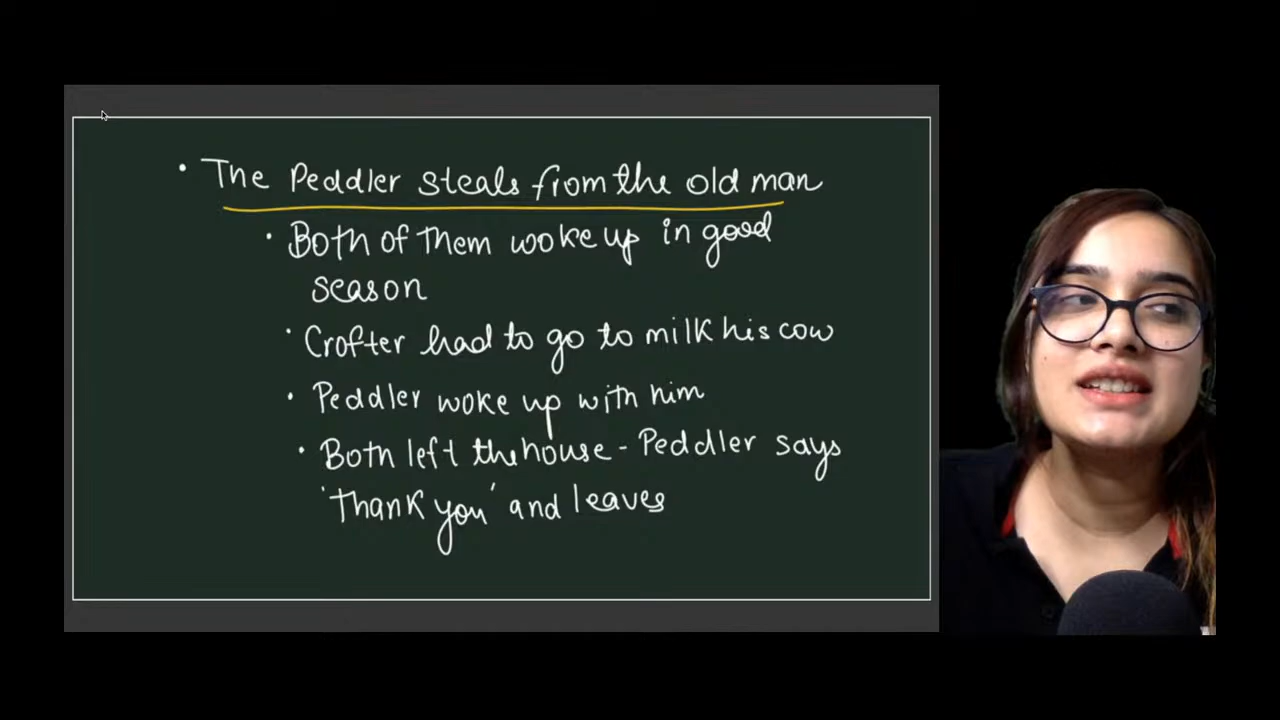 • The Peddler steals from the old man
• Both of them woke up in good
season
• Crofter had to go to milk his cow
• Peddler woke up with him
• Both left the house - Peddler says
'Thank you' and leaves